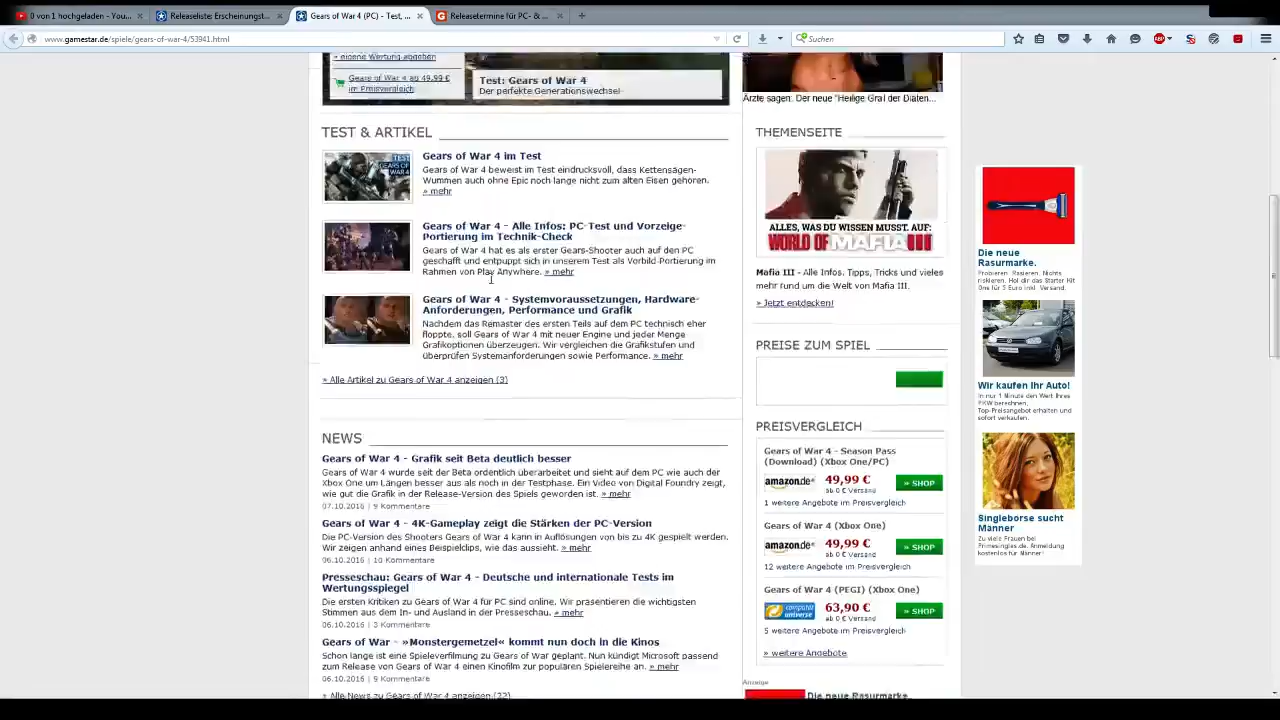 0 von 1 hochgeladen - You...
Releaseliste Erscheinungst...
Gears of War 4 (PC) - Test, ...
Releasetermine für PC- & ...
www.gamestar.de/spiele/gears-of-war-4/53941.html
Suchen
» eigene Wertung abgeben
Gears of War 4 ab 49,99 €
im Preisvergleich
Test: Gears of War 4
Der perfekte Generationswechsel
TEST & ARTIKEL
TEST
GEARS OF
WAR 4
Gears of War 4 im Test
Gears of War 4 beweist im Test eindrucksvoll, dass Kettensägen-
Wummen auch ohne Epic noch lange nicht zum alten Eisen gehören.
» mehr
Gears of War 4 - Alle Infos: PC-Test und Vorzeige-
Portierung im Technik-Check
Gears of War 4 hat es als erster Gears-Shooter auch auf den PC
geschafft und entpuppt sich in unserem Test als Vorbild-Portierung im
Rahmen von Play Anywhere. » mehr
Gears of War 4 - Systemvoraussetzungen, Hardware-
Anforderungen, Performance und Grafik
Nachdem das Remaster des ersten Teils auf dem PC technisch eher
floppte, soll Gears of War 4 mit neuer Engine und jeder Menge
Grafikoptionen überzeugen. Wir vergleichen die Grafikstufen und
überprüfen Systemanforderungen sowie Performance. » mehr
» Alle Artikel zu Gears of War 4 anzeigen (3)
NEWS
Gears of War 4 - Grafik seit Beta deutlich besser
Gears of War 4 wurde seit der Beta ordentlich überarbeitet und sieht auf dem PC wie auch der
Xbox One um Längen besser aus als noch in der Testphase. Ein Video von Digital Foundry zeigt,
wie gut die Grafik in der Release-Version des Spiels geworden ist. » mehr
07.10.2016 | 9 Kommentare
Gears of War 4 - 4K-Gameplay zeigt die Stärken der PC-Version
Die PC-Version des Shooters Gears of War 4 kann in Auflösungen von bis zu 4K gespielt werden.
Wir zeigen anhand eines Beispielclips, wie das aussieht. » mehr
06.10.2016 | 10 Kommentare
Presseschau: Gears of War 4 - Deutsche und internationale Tests im
Wertungsspiegel
Die ersten Kritiken zu Gears of War 4 für PC sind online. Wir präsentieren die wichtigsten
Stimmen aus dem In- und Ausland in der Presseschau. » mehr
06.10.2016 | 3 Kommentare
Gears of War - »Monstergemetzel« kommt nun doch in die Kinos
Schon lange ist eine Spieleverfilmung zu Gears of War geplant. Nun kündigt Microsoft passend
zum Release von Gears of War 4 einen Kinofilm zur populären Spielereihe an. » mehr
06.10.2016 | 9 Kommentare
» Alle News zu Gears of War 4 anzeigen (22)
Ärzte sagen: Der neue "Heilige Gral der Diäten...
THEMENSEITE
ALLES, WAS DU WISSEN MUSST. AUF:
WORLD OF MAFIA III
Mafia III - Alle Infos. Tipps, Tricks und vieles
mehr rund um die Welt von Mafia III.
» Jetzt entdecken!
PREISE ZUM SPIEL
PREISVERGLEICH
Gears of War 4 - Season Pass
(Download) (Xbox One/PC)
amazon.de
49,99 €
ab 0 € Versand
» SHOP
1 weitere Angebote im Preisvergleich
Gears of War 4 (Xbox One)
amazon.de
49,99 €
ab 0 € Versand
» SHOP
12 weitere Angebote im Preisvergleich
Gears of War 4 (PEGI) (Xbox One)
computer universe
63,90 €
ab 0 € Versand
» SHOP
5 weitere Angebote im Preisvergleich
» weitere Angebote
Anzeige
Die neue Rasurmarke.
Die neue
Rasurmarke.
Probieren. Rasieren. Nichts
riskieren. Hol dir das Starter Kit
Wir kaufen Ihr Auto!
In nur 1 Minute den Wert Ihres
PKW berechnen,
Top-Preisangebot erhalten und
sofort verkaufen.
Singlebörse sucht
Männer
Zu viele Frauen bei
Primesingles.de. Anmeldung
kostenlos für Männer!